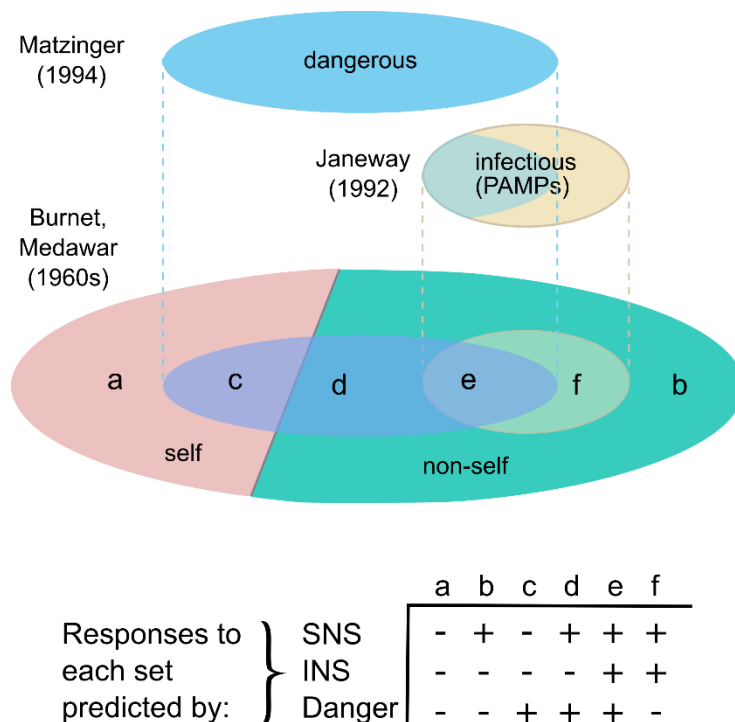 Matzinger
(1994)
dangerous
Janeway
(1992)
infectious
(PAMPs)
Burnet,
Medawar
(1960s)
a c d e f b
self
non-self
a b c d e f
Responses to
each set
predicted by:
SNS - + - + + +
INS - - - - + +
Danger - - + + + -